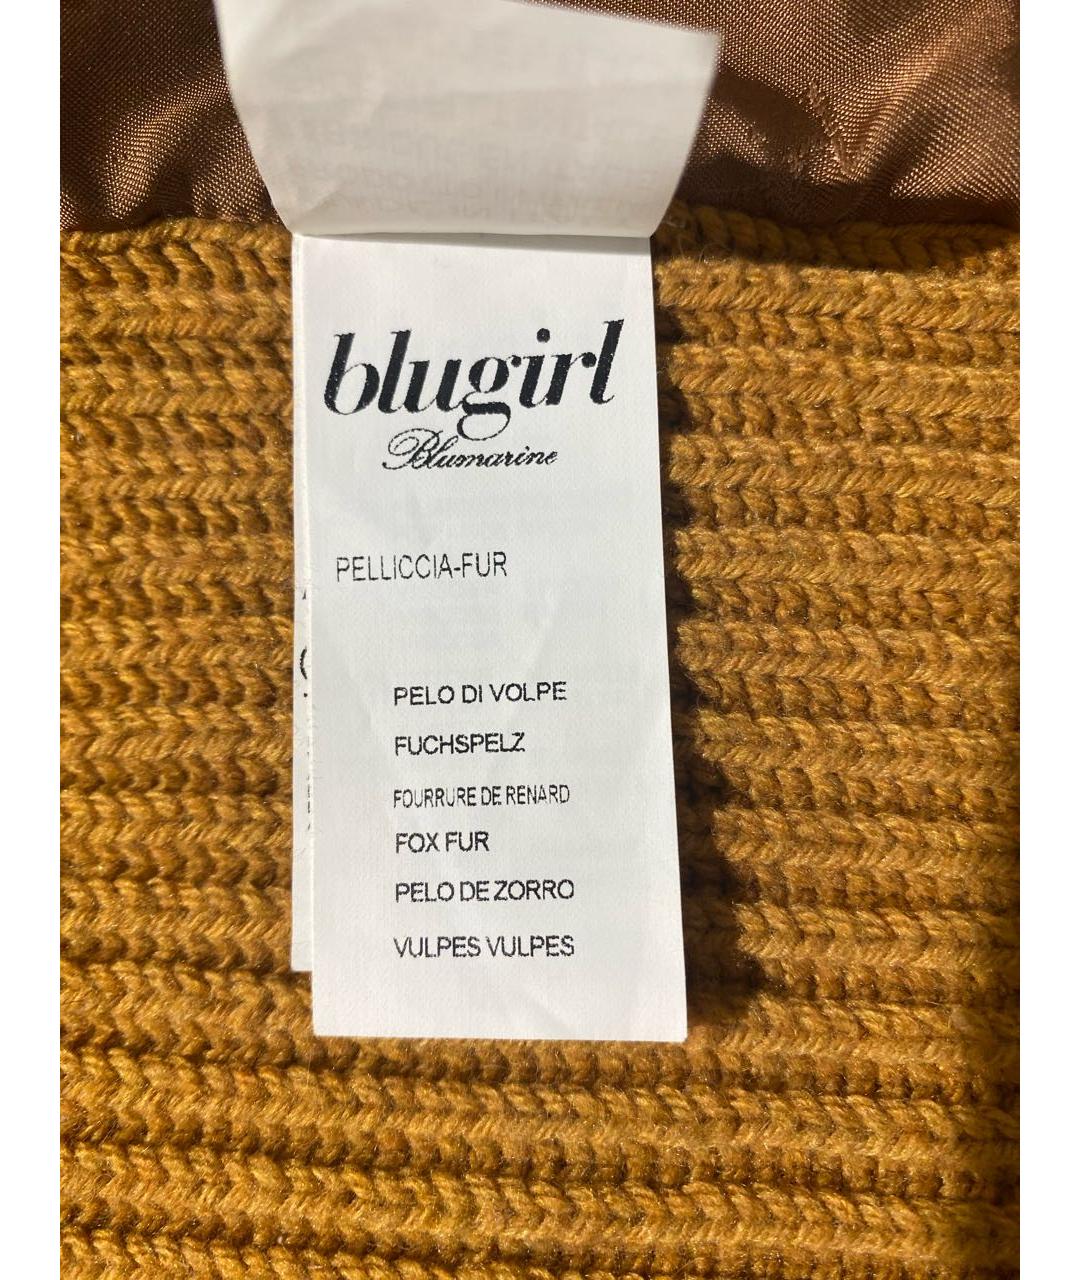 blugirl
Blumarine
PELLICCIA-FUR
PELO DI VOLPE
FUCHSPELZ
FOURRURE DE RENARD
FOX FUR
PELO DE ZORRO
VULPES VULPES